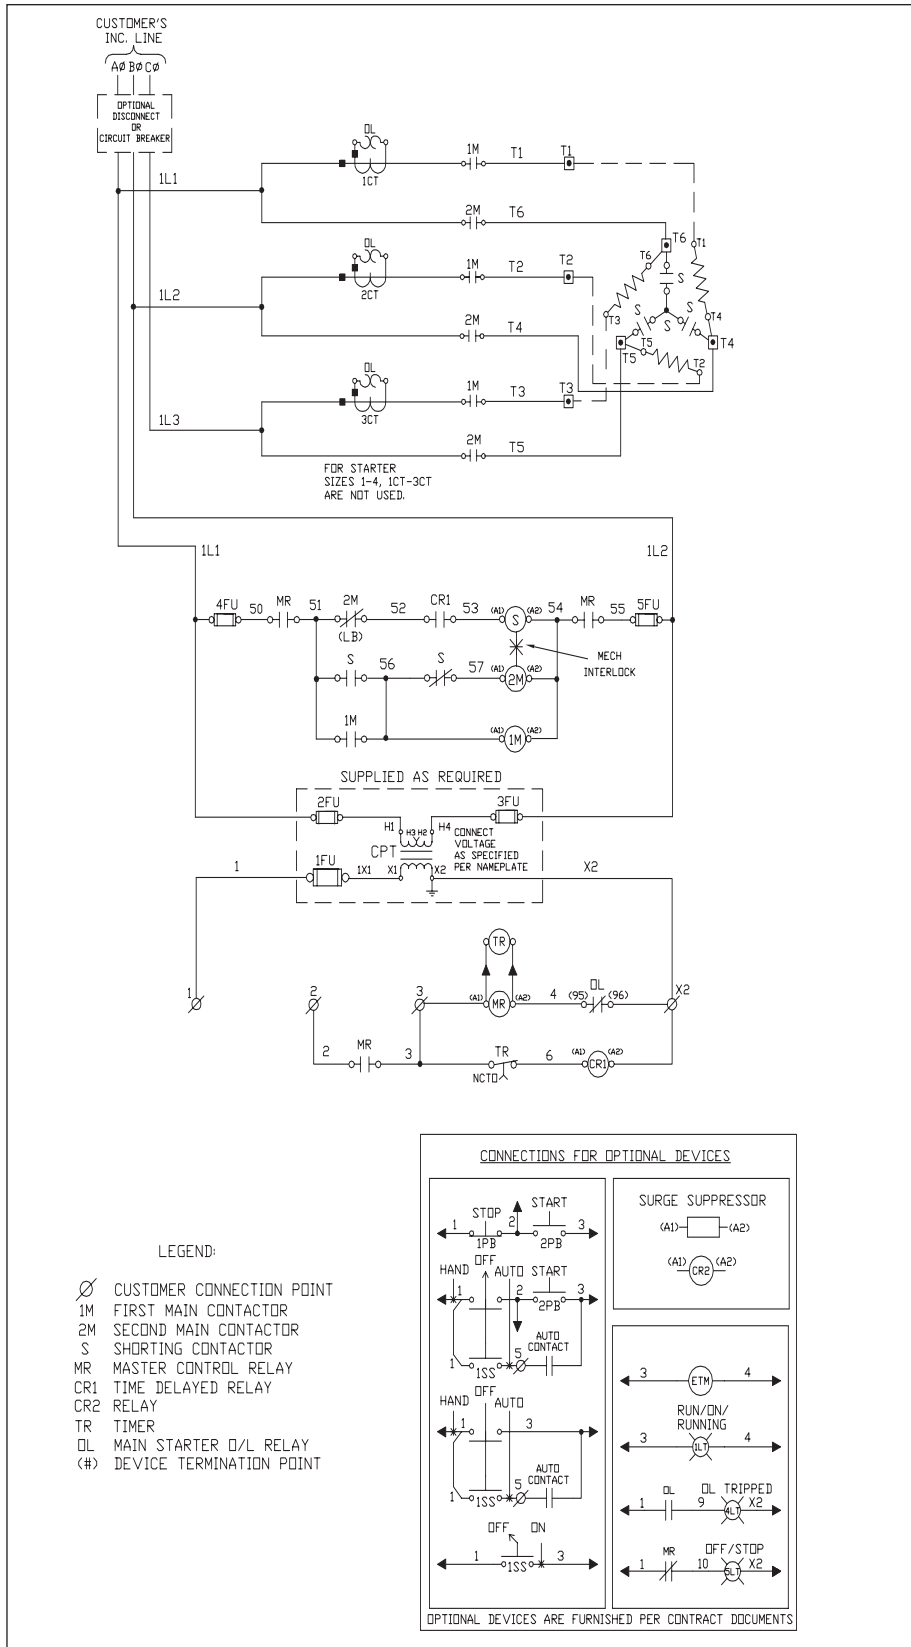 CUSTOMER'S
INC. LINE
AØ BØ CØ
OPTIONAL
DISCONNECT
OR
CIRCUIT BREAKER
OL
1CT
1M
T1
T1
1L1
2M
T6
T6
T1
T6
S
OL
2CT
1M
T2
T2
1L2
2M
T4
T3
S
S
T4
T5
T5
T2
T4
OL
3CT
1M
T3
T3
1L3
2M
T5
FOR STARTER
SIZES 1-4, 1CT-3CT
ARE NOT USED.
1L1
1L2
4FU 50 MR 51 2M 52 CR1 53 (A1) S (A2) 54 MR 55 5FU
(LB)
MECH
INTERLOCK
S 56 S 57 (A1) 2M (A2)
1M (A1) 1M (A2)
SUPPLIED AS REQUIRED
2FU
3FU
H1 H3 H2 H4
CONNECT
VOLTAGE
AS SPECIFIED
PER NAMEPLATE
CPT
1 1FU 1X1 X1 X2 X2
TR
1 2 3 (A1) MR (A2) 4 (95) OL (96) X2
2 MR 3 TR 6 (A1) CR1 (A2)
NCTO
CONNECTIONS FOR OPTIONAL DEVICES
STOP START
1 2 3
1PB 2PB
OFF
HAND AUTO START
1 2 3
2PB
AUTO
CONTACT
1 1SS 5
OFF
HAND AUTO
1 3
AUTO
CONTACT
1 1SS 5
OFF ON
1 1SS 3
SURGE SUPPRESSOR
(A1) (A2)
(A1) CR2 (A2)
3 ETM 4
RUN/ON/
RUNNING
3 1LT 4
OL OL TRIPPED
1 9 4LT X2
MR OFF/STOP
1 10 5LT X2
OPTIONAL DEVICES ARE FURNISHED PER CONTRACT DOCUMENTS
LEGEND:
Ø CUSTOMER CONNECTION POINT
1M FIRST MAIN CONTACTOR
2M SECOND MAIN CONTACTOR
S SHORTING CONTACTOR
MR MASTER CONTROL RELAY
CR1 TIME DELAYED RELAY
CR2 RELAY
TR TIMER
OL MAIN STARTER O/L RELAY
(#) DEVICE TERMINATION POINT